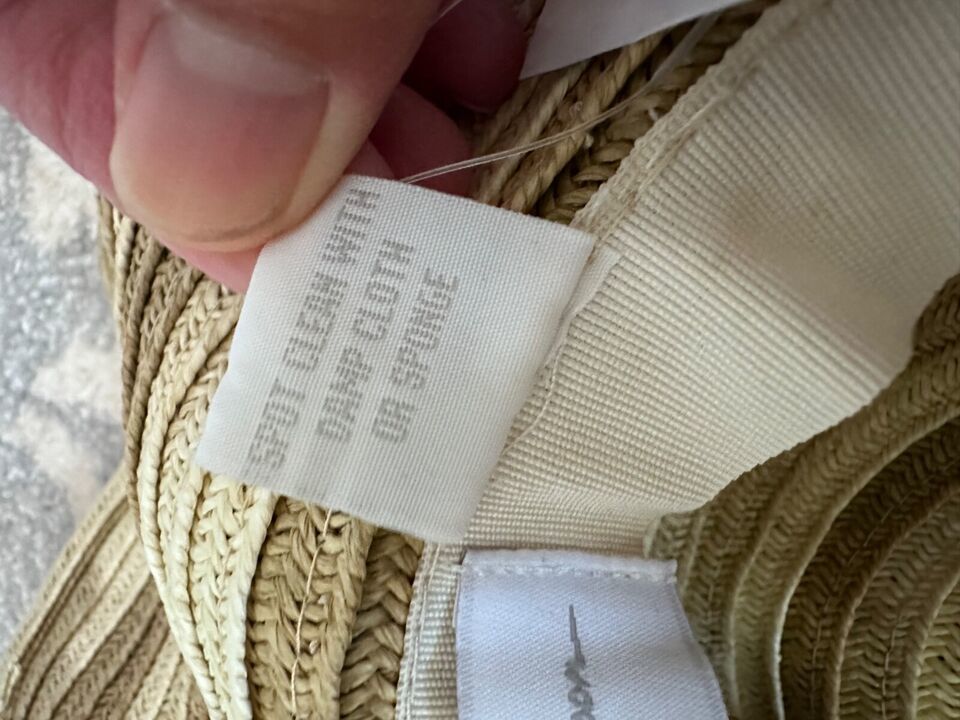 SPOT CLEAN WITH
DAMP CLOTH
OR SPONGE